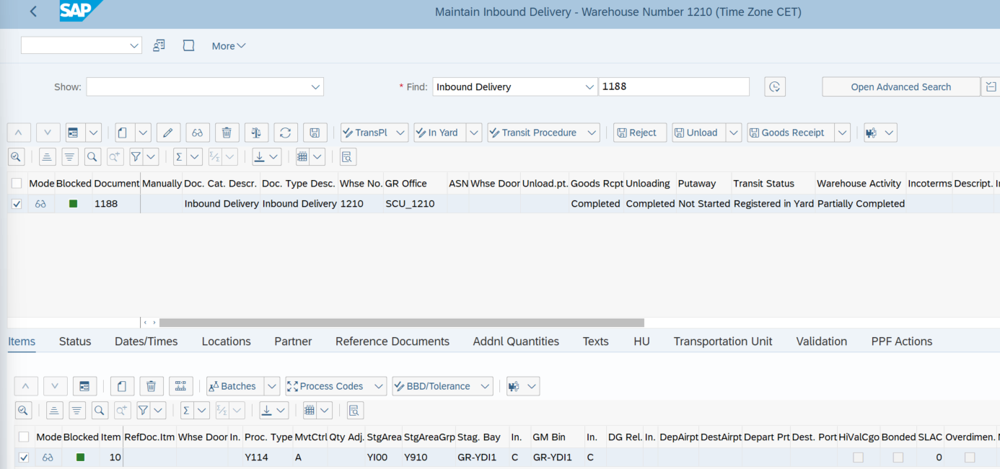 SAP Maintain Inbound Delivery - Warehouse Number 1210 (Time Zone CET)
More
Show: * Find: Inbound Delivery 1188 Open Advanced Search
TransPl In Yard Transit Procedure Reject Unload Goods Receipt
Mode Blocked Document Manually Doc. Cat. Descr. Doc. Type Desc. Whse No. GR Office ASN Whse Door Unload.pt. Goods Rcpt Unloading Putaway Transit Status Warehouse Activity Incoterms Descript.
1188 Inbound Delivery Inbound Delivery 1210 SCU_1210 Completed Completed Not Started Registered in Yard Partially Completed
Items Status Dates/Times Locations Partner Reference Documents Addnl Quantities Texts HU Transportation Unit Validation PPF Actions
Batches Process Codes BBD/Tolerance
Mode Blocked Item RefDoc.Itm Whse Door In. Proc. Type MvtCtrl Qty Adj. StgArea StgAreaGrp Stag. Bay In. GM Bin In. DG Rel. In. DepAirpt DestAirpt Depart Prt Dest. Port HiValCgo Bonded SLAC Overdimen.
10 Y114 A YI00 Y910 GR-YDI1 C GR-YDI1 C 0